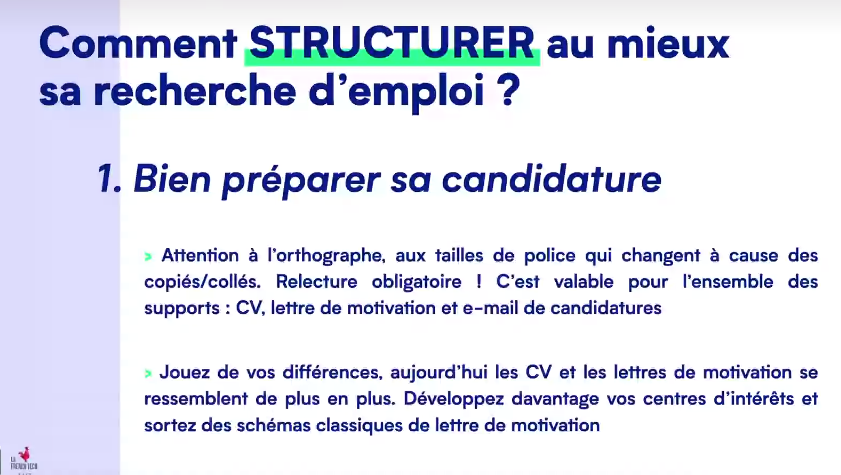 Comment STRUCTURER au mieux
sa recherche d’emploi ?
1. Bien préparer sa candidature
> Attention à l’orthographe, aux tailles de police qui changent à cause des
copiés/collés. Relecture obligatoire ! C’est valable pour l’ensemble des
supports : CV, lettre de motivation et e-mail de candidatures
> Jouez de vos différences, aujourd’hui les CV et les lettres de motivation se
ressemblent de plus en plus. Développez davantage vos centres d’intérêts et
sortez des schémas classiques de lettre de motivation
LA
FRENCH TECH